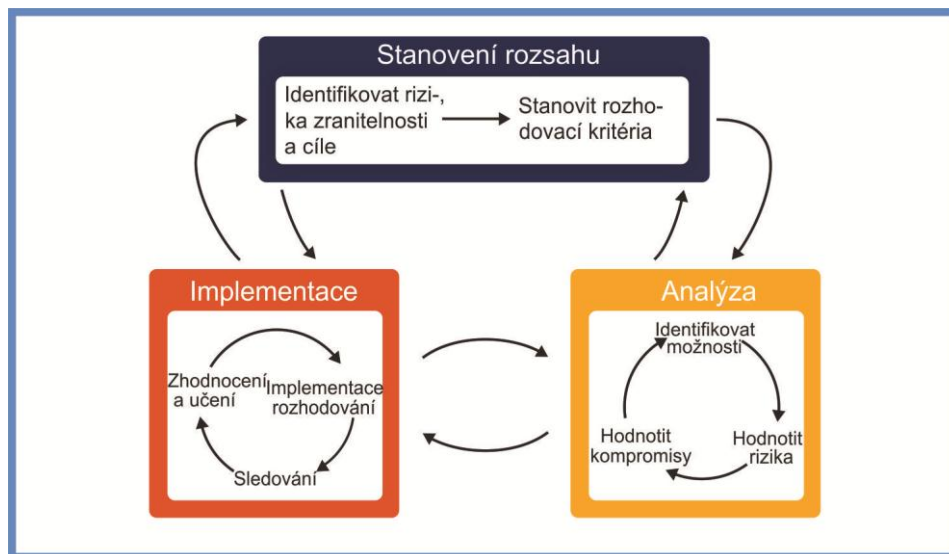 Stanovení rozsahu
Identifikovat rizi-,
ka zranitelnosti
a cíle
Stanovit rozho-
dovací kritéria
Implementace
Zhodnocení
a učení
Implementace
rozhodování
Sledování
Analýza
Identifikovat
možnosti
Hodnotit
rizika
Hodnotit
kompromisy